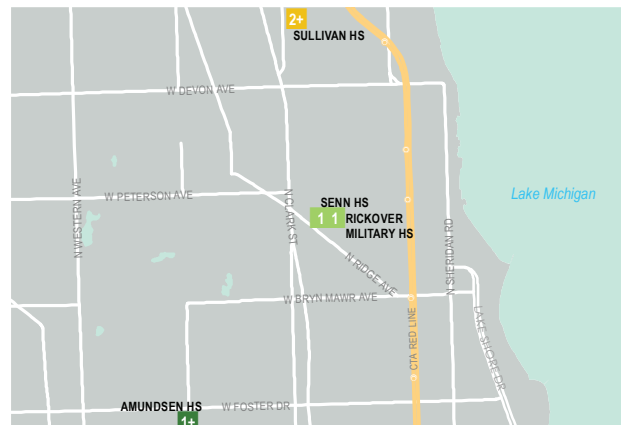 2+
SULLIVAN HS
W DEVON AVE
SENN HS
1 1 RICKOVER
MILITARY HS
W PETERSON AVE
N WESTERN AVE
N CLARK ST
N RIDGE AVE
N SHERIDAN RD
Lake Michigan
W BRYN MAWR AVE
CTA RED LINE
LAKE SHORE DR
AMUNDSEN HS
1+
W FOSTER DR